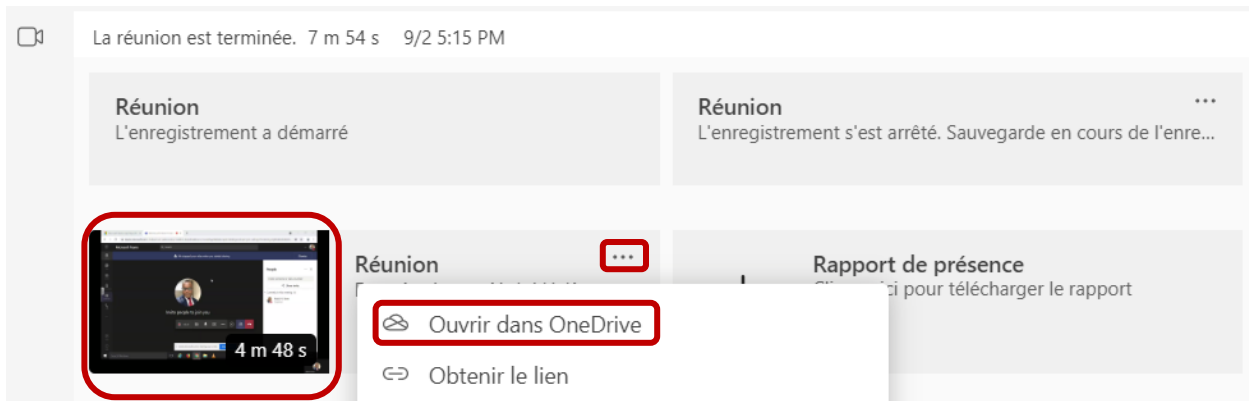 La réunion est terminée. 7 m 54 s 9/2 5:15 PM
Réunion
L'enregistrement a démarré
Réunion
L'enregistrement s'est arrêté. Sauvegarde en cours de l'enre...
4 m 48 s
Réunion
Ouvrir dans OneDrive
Obtenir le lien
Rapport de présence
ici pour télécharger le rapport